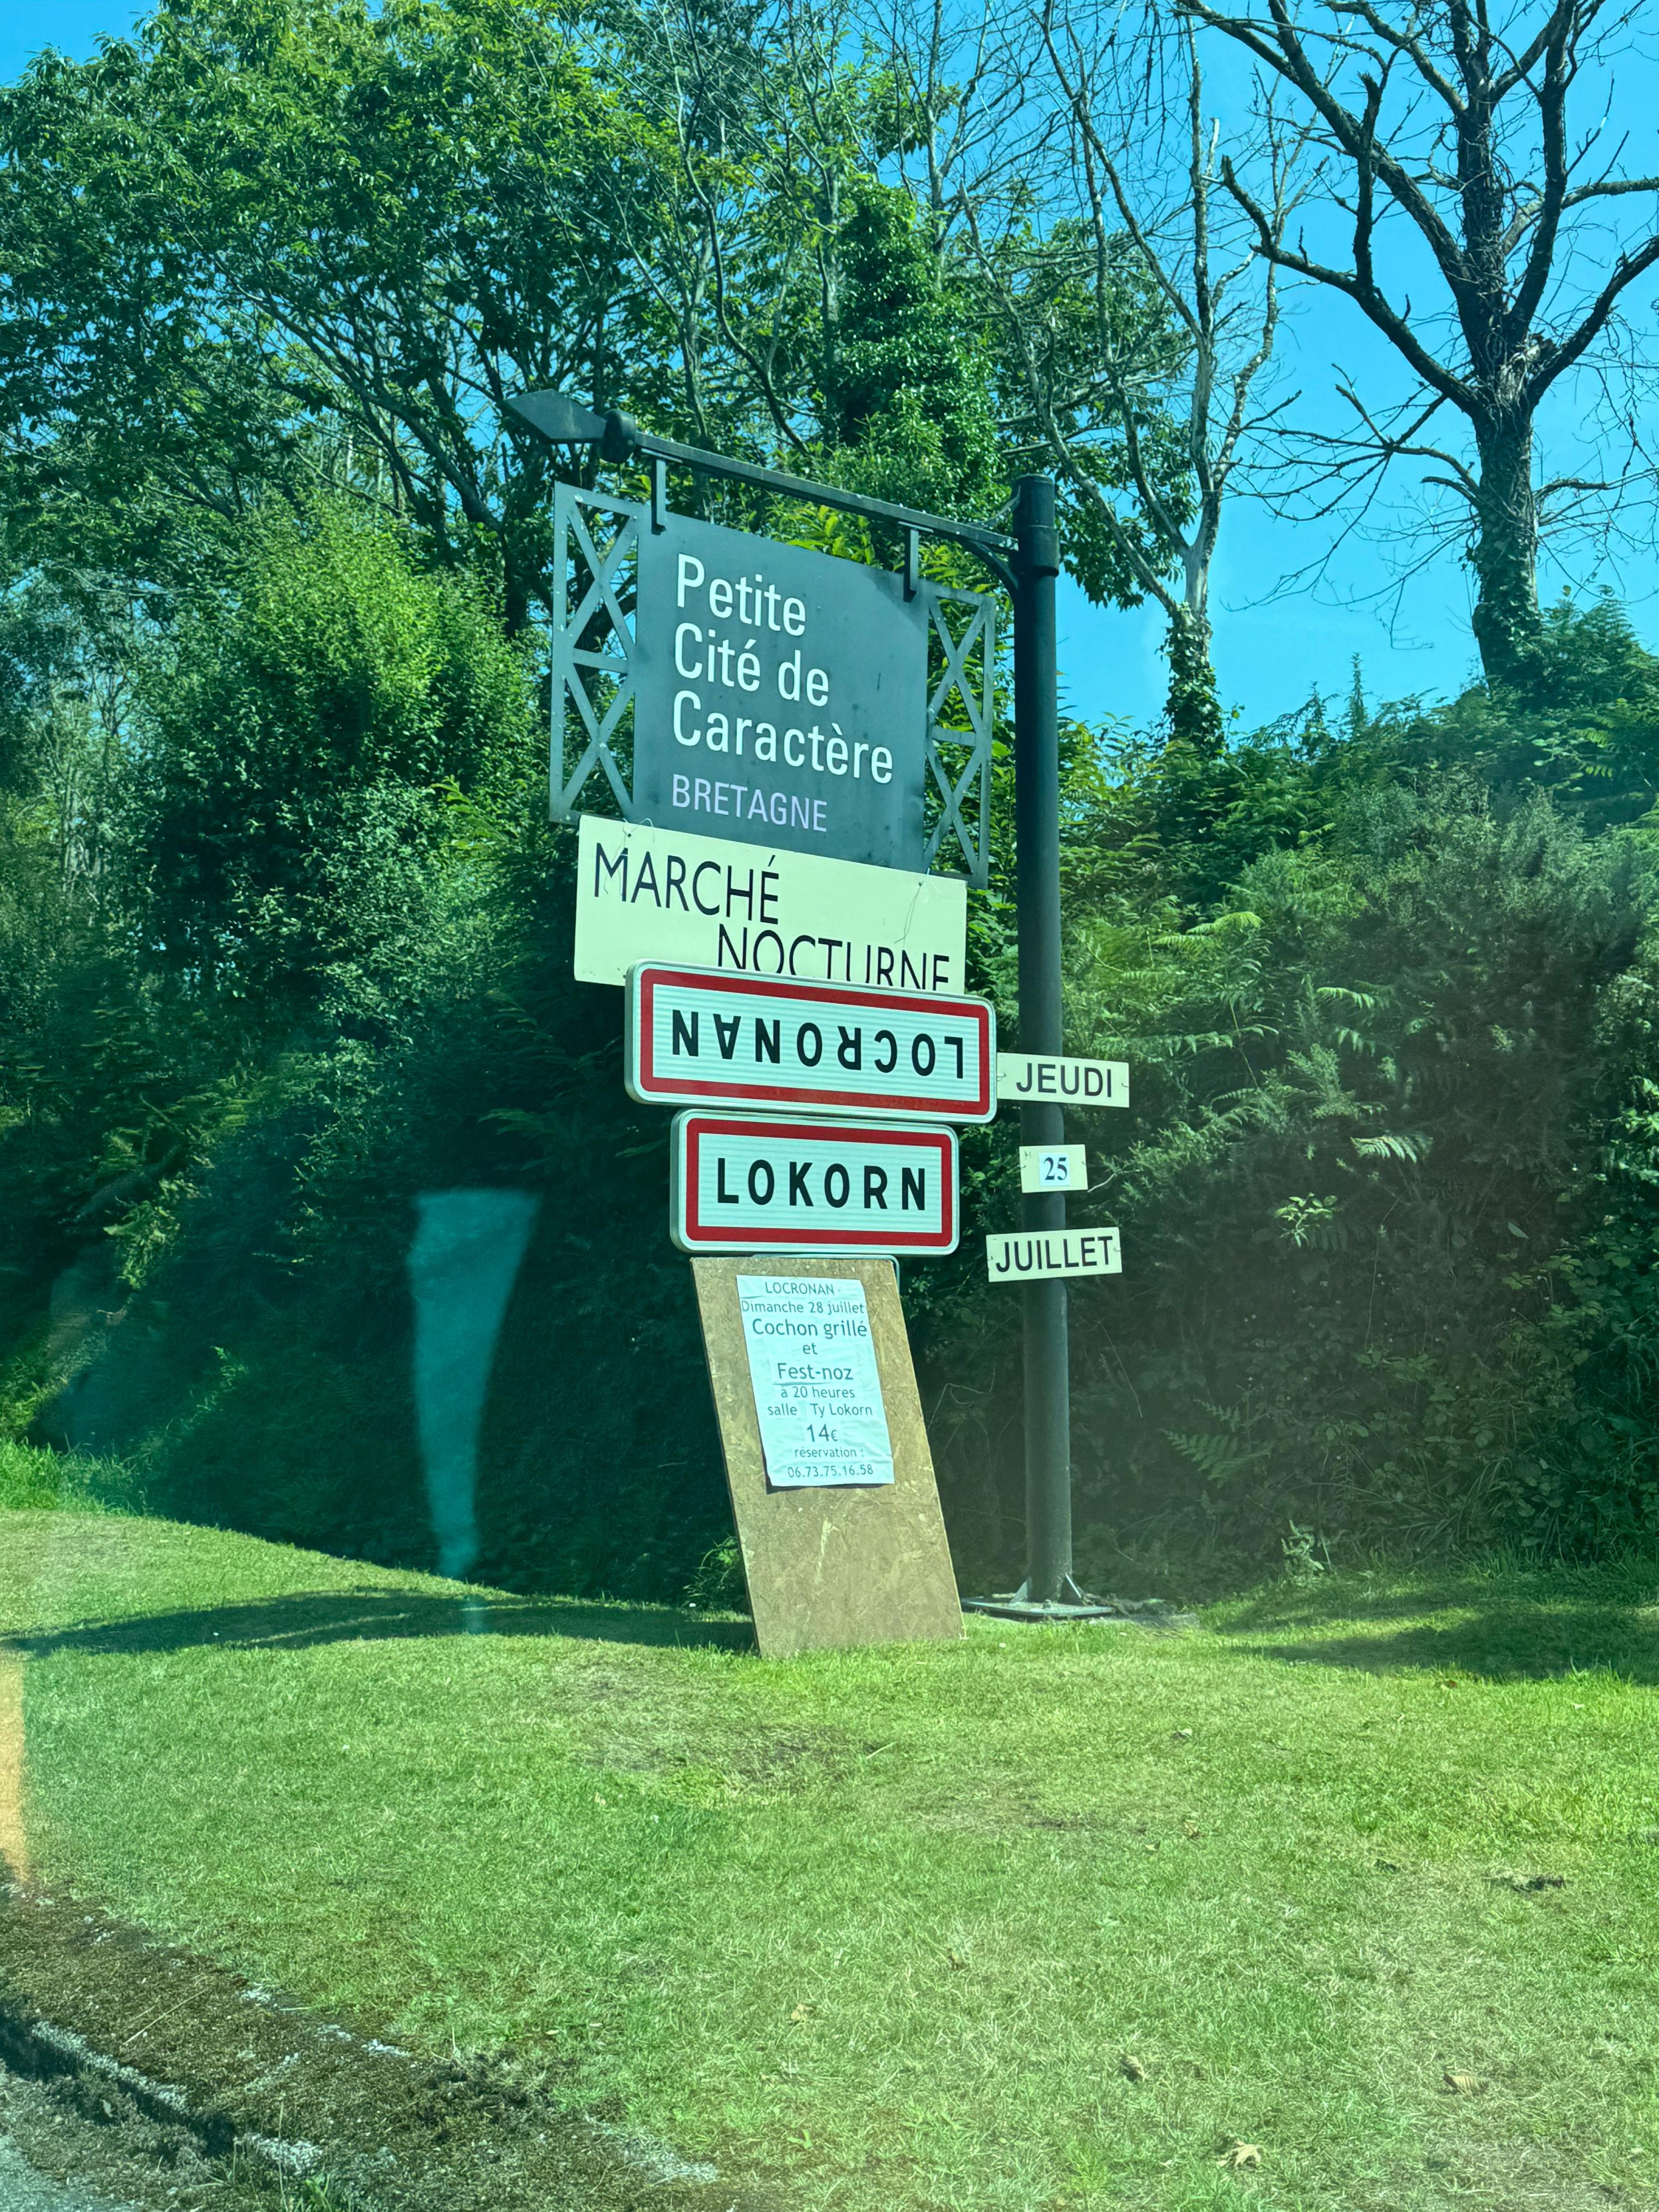 Petite
Cité de
Caractère
BRETAGNE
MARCHÉ
NOCTURNE
LOCRONAN
JEUDI
LOKORN
25
JUILLET
LOCRONAN
Dimanche 28 juillet
Cochon grillé
et
Fest-noz
à 20 heures
salle Ty Lokorn
14€
réservation :
06.73.75.16.58